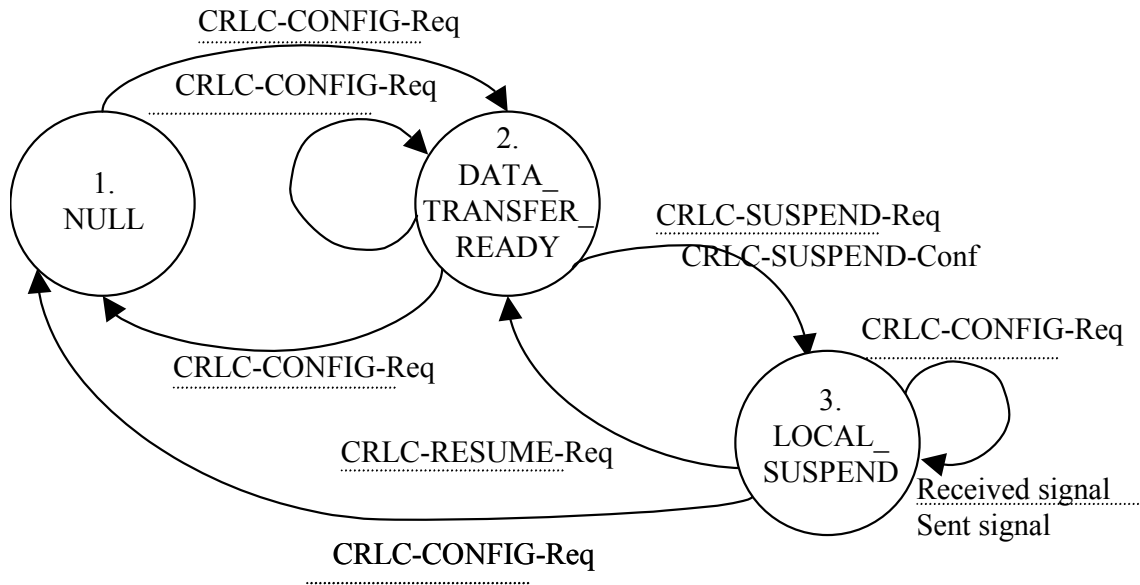 CRLC-CONFIG-Req
CRLC-CONFIG-Req
1.
NULL
2.
DATA_
TRANSFER_
READY
CRLC-SUSPEND-Req
CRLC-SUSPEND-Conf
CRLC-CONFIG-Req
CRLC-CONFIG-Req
3.
LOCAL_
SUSPEND
CRLC-RESUME-Req
Received signal
Sent signal
CRLC-CONFIG-Req